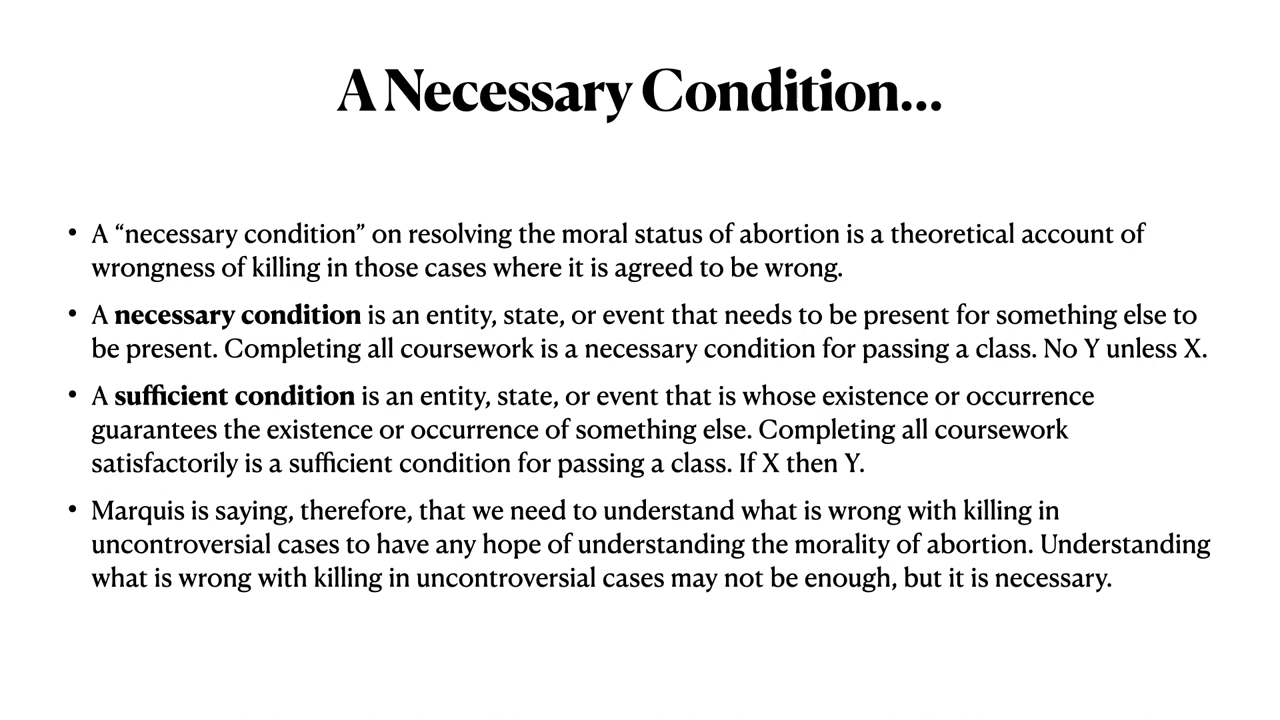 A Necessary Condition...
• A “necessary condition” on resolving the moral status of abortion is a theoretical account of
wrongness of killing in those cases where it is agreed to be wrong.
• A necessary condition is an entity, state, or event that needs to be present for something else to
be present. Completing all coursework is a necessary condition for passing a class. No Y unless X.
• A sufficient condition is an entity, state, or event that is whose existence or occurrence
guarantees the existence or occurrence of something else. Completing all coursework
satisfactorily is a sufficient condition for passing a class. If X then Y.
• Marquis is saying, therefore, that we need to understand what is wrong with killing in
uncontroversial cases to have any hope of understanding the morality of abortion. Understanding
what is wrong with killing in uncontroversial cases may not be enough, but it is necessary.